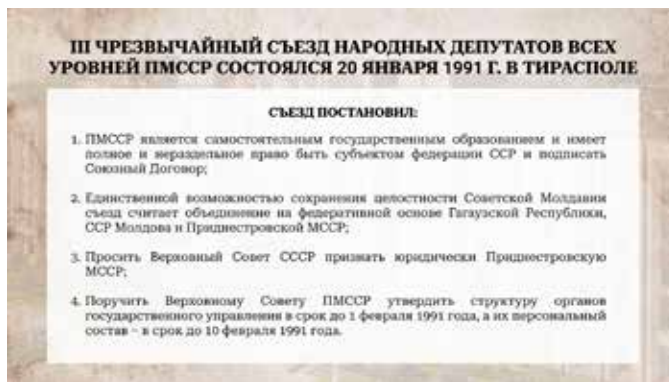 III ЧРЕЗВЫЧАЙНЫЙ СЪЕЗД НАРОДНЫХ ДЕПУТАТОВ ВСЕХ
УРОВНЕЙ ПМССР СОСТОЯЛСЯ 20 ЯНВАРЯ 1991 Г. В ТИРАСПОЛЕ
СЪЕЗД ПОСТАНОВИЛ:
1. ПМССР является самостоятельным государственным образованием и имеет
полное и нераздельное право быть субъектом федерации ССР и подписать
Союзный Договор;
2. Единственной возможностью сохранения целостности Советской Молдавии
съезд считает объединение на федеративной основе Гагаузской Республики,
ССР Молдова и Приднестровской МССР;
3. Просить Верховный Совет СССР признать юридически Приднестровскую
МССР;
4. Поручить Верховному Совету ПМССР утвердить структуру органов
государственного управления в срок до 1 февраля 1991 года, а их персональный
состав – в срок до 10 февраля 1991 года.